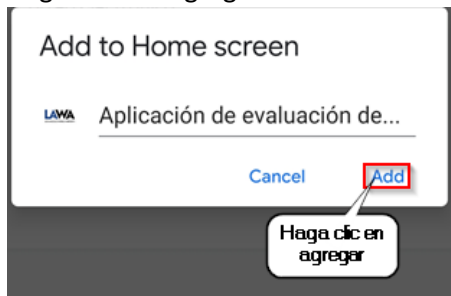 Add to Home screen
LAWA Aplicación de evaluación de...
Cancel Add
Haga clic en
agregar